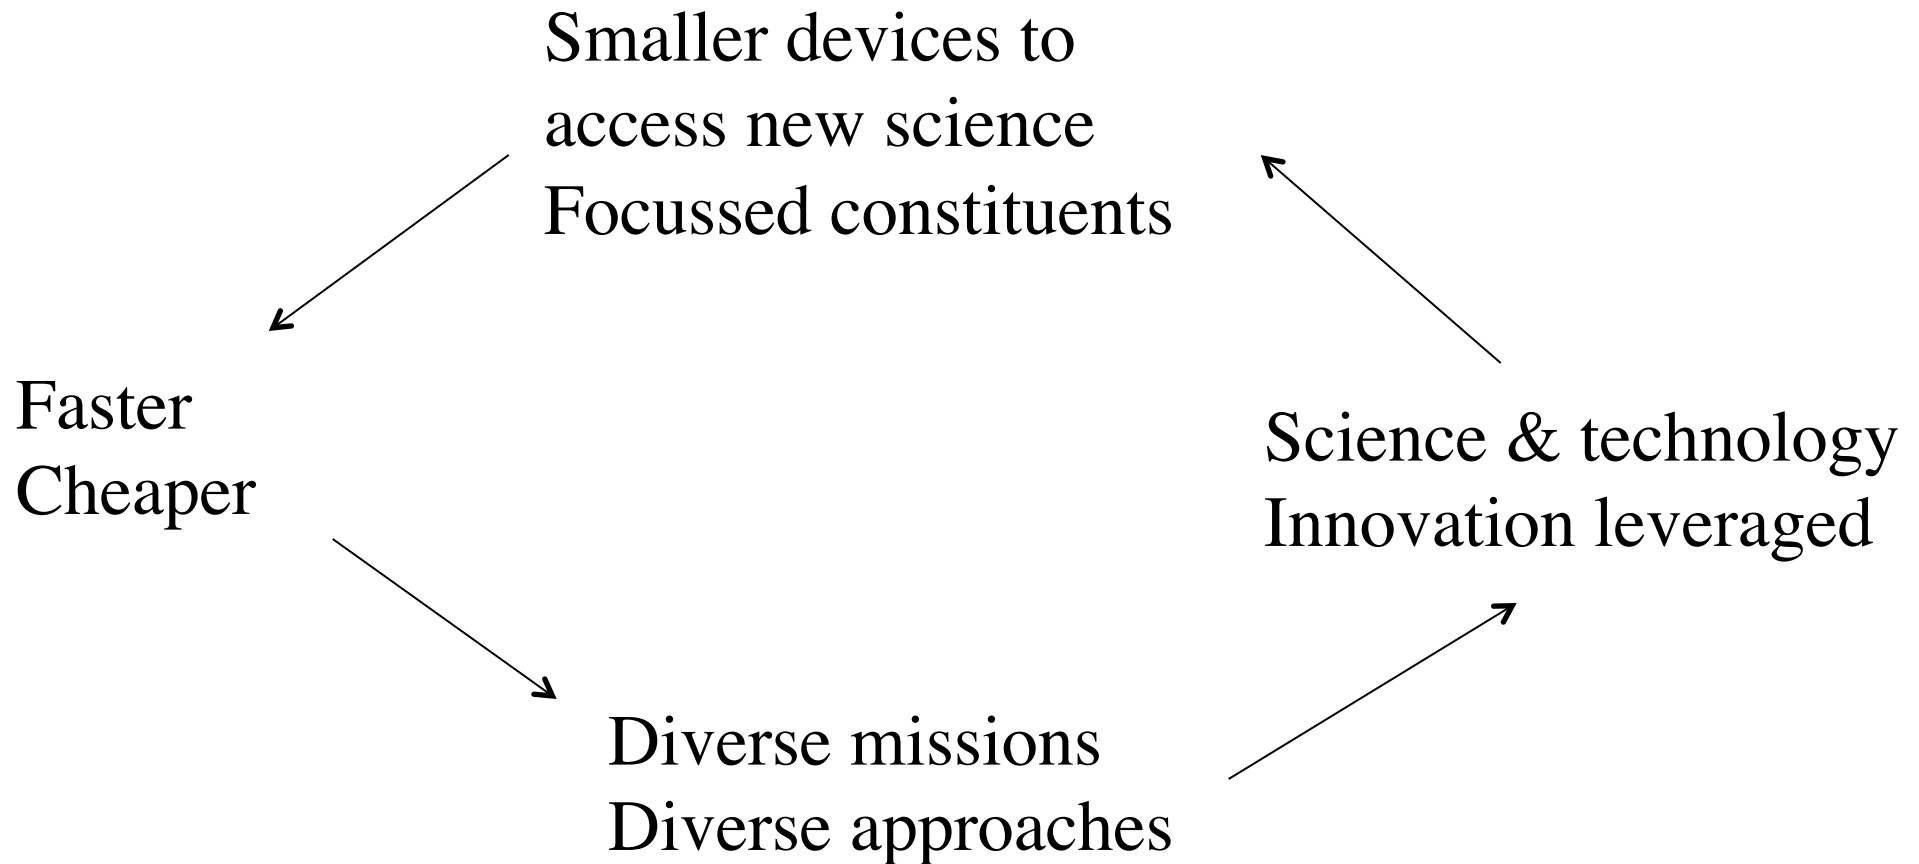 Smaller devices to
access new science
Focussed constituents
Faster
Cheaper
Science & technology
Innovation leveraged
Diverse missions
Diverse approaches